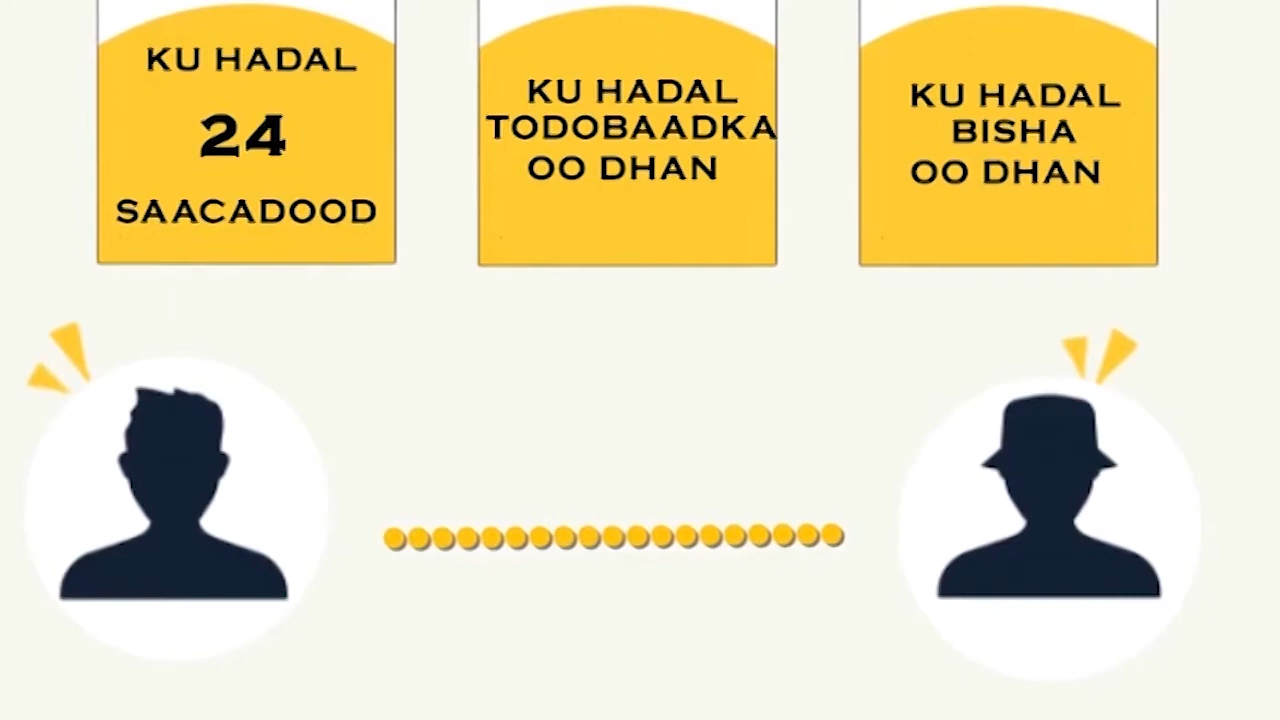 KU HADAL
24
SAACADOOD
KU HADAL
TODOBAADKA
OO DHAN
KU HADAL
BISHA
OO DHAN